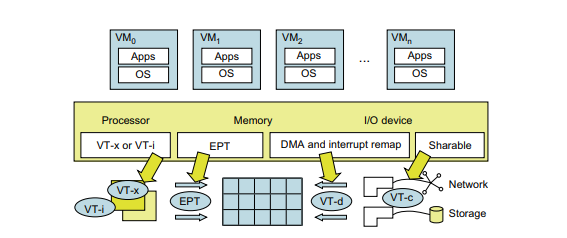 VM0 VM1 VM2 VMn
Apps Apps Apps ... Apps
OS OS OS OS
Processor Memory I/O device
VT-x or VT-i EPT DMA and interrupt remap Sharable
VT-x
VT-i
EPT
VT-d
VT-c
Network
Storage